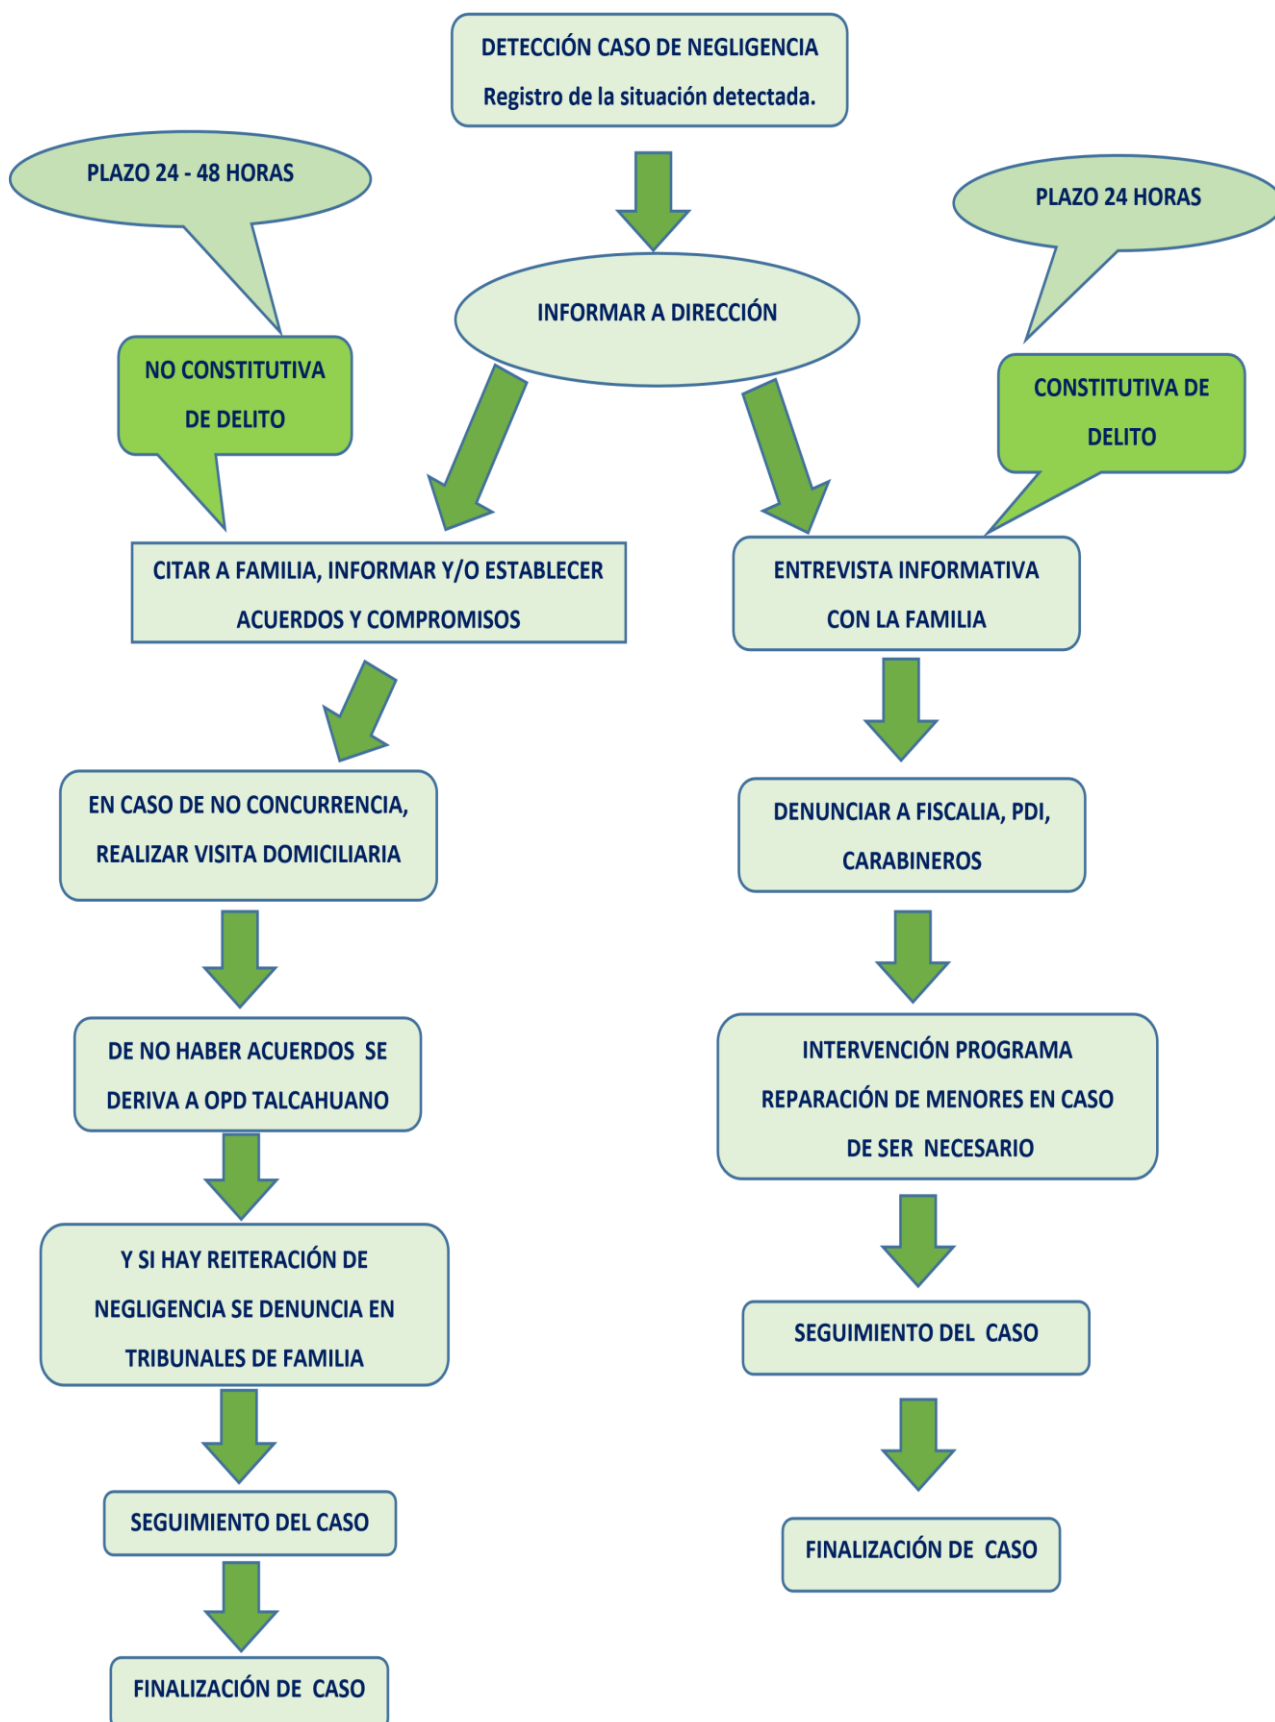 DETECCIÓN CASO DE NEGLIGENCIA
Registro de la situación detectada.
PLAZO 24 - 48 HORAS
PLAZO 24 HORAS
INFORMAR A DIRECCIÓN
NO CONSTITUTIVA
DE DELITO
CONSTITUTIVA DE
DELITO
CITAR A FAMILIA, INFORMAR Y/O ESTABLECER
ACUERDOS Y COMPROMISOS
ENTREVISTA INFORMATIVA
CON LA FAMILIA
EN CASO DE NO CONCURRENCIA,
REALIZAR VISITA DOMICILIARIA
DENUNCIAR A FISCALIA, PDI,
CARABINEROS
DE NO HABER ACUERDOS SE
DERIVA A OPD TALCAHUANO
INTERVENCIÓN PROGRAMA
REPARACIÓN DE MENORES EN CASO
DE SER NECESARIO
Y SI HAY REITERACIÓN DE
NEGLIGENCIA SE DENUNCIA EN
TRIBUNALES DE FAMILIA
SEGUIMIENTO DEL CASO
SEGUIMIENTO DEL CASO
FINALIZACIÓN DE CASO
FINALIZACIÓN DE CASO